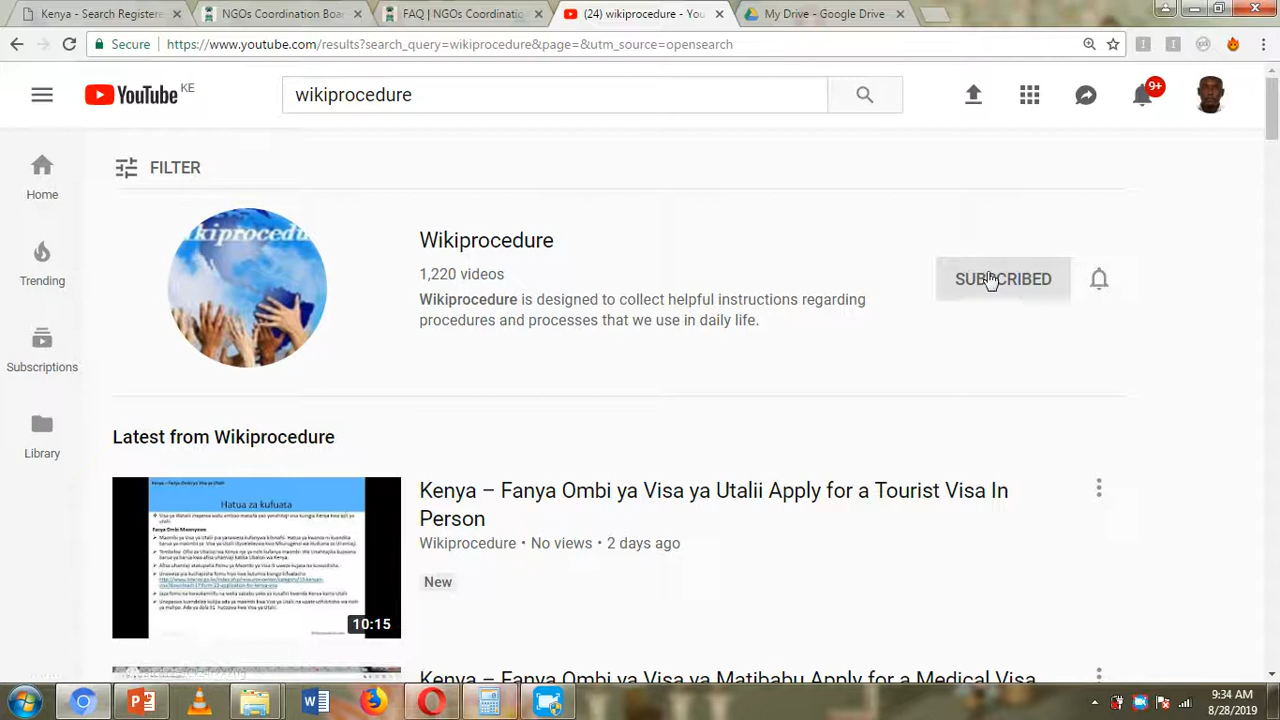 Kenya - Search Registere
NGOs Coordination Board
FAQ | NGOs Coordinatio
(24) wikiprocedure - You
My Drive - Google Drive
Secure
https://www.youtube.com/results?search_query=wikiprocedure&page=&utm_source=opensearch
YouTube KE
wikiprocedure
9+
FILTER
Home
Trending
Subscriptions
Library
Wikiprocedure
1,220 videos
Wikiprocedure is designed to collect helpful instructions regarding
procedures and processes that we use in daily life.
SUBSCRIBED
Latest from Wikiprocedure
Hatua za kufuata
10:15
Kenya – Fanya Ombi ya Visa ya Utalii Apply for a Tourist Visa In
Person
Wikiprocedure • No views • 2 days ago
New
Kenya – Fanya Ombi ya Visa ya Matibabu Apply for a Medical Visa
9:34 AM
8/28/2019